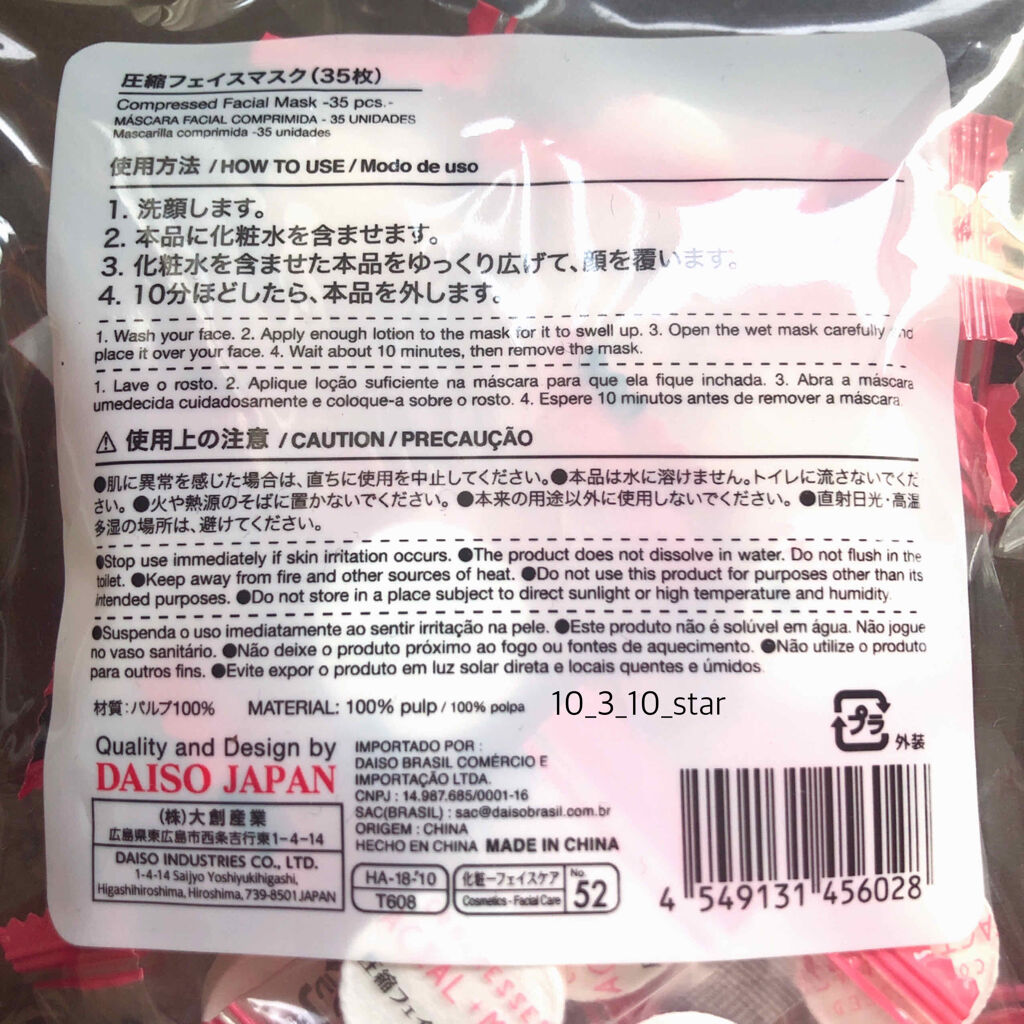 圧縮フェイスマスク(35枚)
Compressed Facial Mask -35 pcs.-
MÁSCARA FACIAL COMPRIMIDA - 35 UNIDADES
Mascarilla comprimida -35 unidades
使用方法 / HOW TO USE / Modo de uso
1. 洗顔します。
2. 本品に化粧水を含ませます。
3. 化粧水を含ませた本品をゆっくり広げて、顔を覆います。
4. 10分ほどしたら、本品を外します。
1. Wash your face. 2. Apply enough lotion to the mask for it to swell up. 3. Open the wet mask carefully and
place it over your face. 4. Wait about 10 minutes, then remove the mask.
1. Lave o rosto. 2. Aplique loção suficiente na máscara para que ela fique inchada. 3. Abra a máscara
umedecida cuidadosamente e coloque-a sobre o rosto. 4. Espere 10 minutos antes de remover a máscara.
⚠ 使用上の注意 / CAUTION / PRECAUÇÃO
●肌に異常を感じた場合は、直ちに使用を中止してください。●本品は水に溶けません。トイレに流さないでくだ
さい。●火や熱源のそばに置かないでください。●本来の用途以外に使用しないでください。●直射日光・高温
多湿の場所は、避けてください。
●Stop use immediately if skin irritation occurs. ●The product does not dissolve in water. Do not flush in the
toilet. ●Keep away from fire and other sources of heat. ●Do not use this product for purposes other than its
intended purposes. ●Do not store in a place subject to direct sunlight or high temperature and humidity.
●Suspenda o uso imediatamente ao sentir irritação na pele. ●Este produto não é solúvel em água. Não jogue
no vaso sanitário. ●Não deixe o produto próximo ao fogo ou fontes de aquecimento. ●Não utilize o produto
para outros fins. ●Evite expor o produto em luz solar direta e locais quentes e úmidos.
材質：パルプ100% MATERIAL: 100% pulp / 100% polpa
10_3_10_star
プラ
外装
Quality and Design by
DAISO JAPAN
(株)大創産業
広島県東広島市西条吉行東1-4-14
DAISO INDUSTRIES CO., LTD.
1-4-14 Saijyo Yoshiyukihigashi,
Higashihiroshima, Hiroshima, 739-8501 JAPAN
IMPORTADO POR :
DAISO BRASIL COMÉRCIO E
IMPORTAÇÃO LTDA.
CNPJ : 14.987.685/0001-16
SAC(BRASIL) : sac@daisobrasil.com.br
ORIGEM : CHINA
HECHO EN CHINA MADE IN CHINA
HA-18-'10
T608
化粧-フェイスケア
Cosmetics - Facial Care
No. 52
4 549131 456028